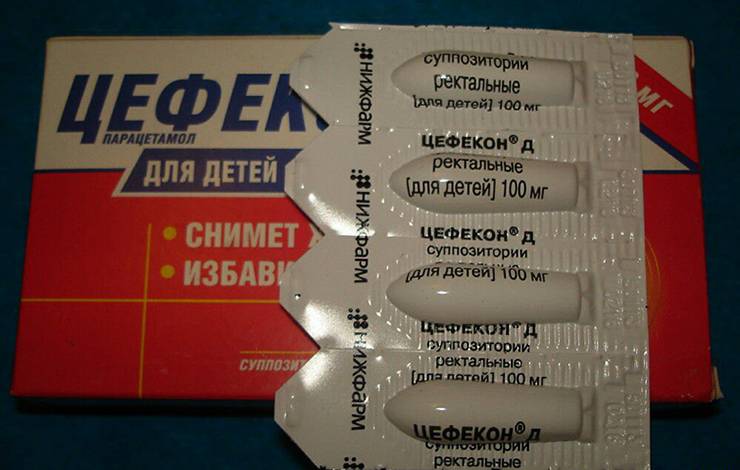 ЦЕФЕКО
ПАРАЦЕТАМОЛ
ДЛЯ ДЕТЕЙ
• СНИМЕТ
• ИЗБАВИ
СУППОЗИТ
МГ
НИЖФАРМ
суппозитории
ректальные
[для детей] 100 мг
ЦЕФЕКОН® Д
ректальные
[для детей] 100 мг
НИЖФАРМ
ЦЕФЕКОН® Д
суппозитории
[для детей] 100 мг
НИЖФАРМ
ЦЕФЕКОН® Д
суппозитории
ректальные
[для детей] 100 мг
НИЖФАРМ
ЦЕФЕКОН® Д
суппозитории
ректальные